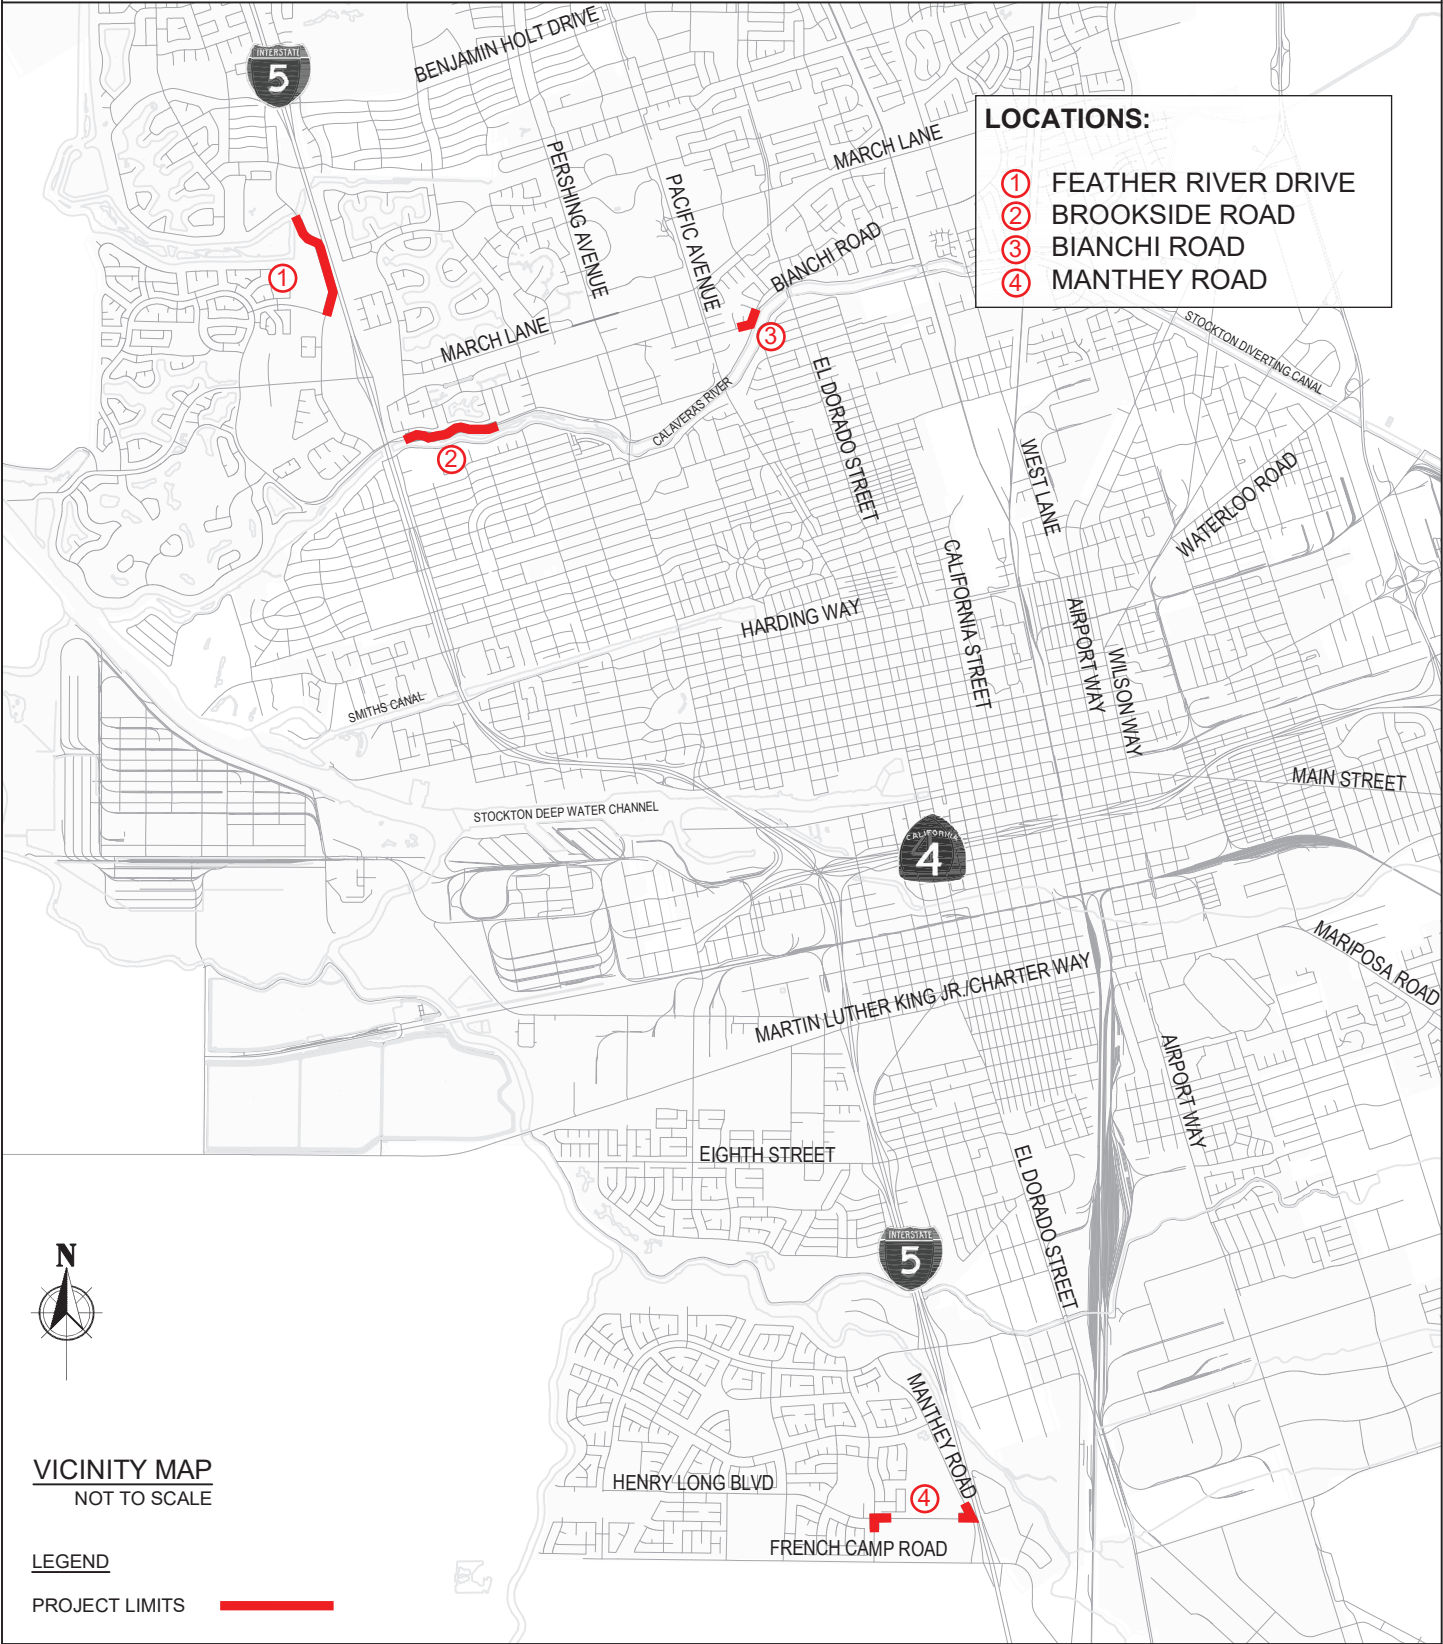 BENJAMIN HOLT DRIVE
INTERSTATE
5
LOCATIONS:
1 FEATHER RIVER DRIVE
2 BROOKSIDE ROAD
3 BIANCHI ROAD
4 MANTHEY ROAD
MARCH LANE
PERSHING AVENUE
PACIFIC AVENUE
BIANCHI ROAD
1
MARCH LANE
3
STOCKTON DIVERTING CANAL
CALAVERAS RIVER
EL DORADO STREET
2
WEST LANE
WATERLOO ROAD
CALIFORNIA STREET
HARDING WAY
AIRPORT WAY
WILSON WAY
SMITHS CANAL
MAIN STREET
STOCKTON DEEP WATER CHANNEL
CALIFORNIA
4
MARIPOSA ROAD
MARTIN LUTHER KING JR./CHARTER WAY
AIRPORT WAY
EIGHTH STREET
EL DORADO STREET
INTERSTATE
5
N
MANTHEY ROAD
VICINITY MAP
NOT TO SCALE
HENRY LONG BLVD
4
FRENCH CAMP ROAD
LEGEND
PROJECT LIMITS